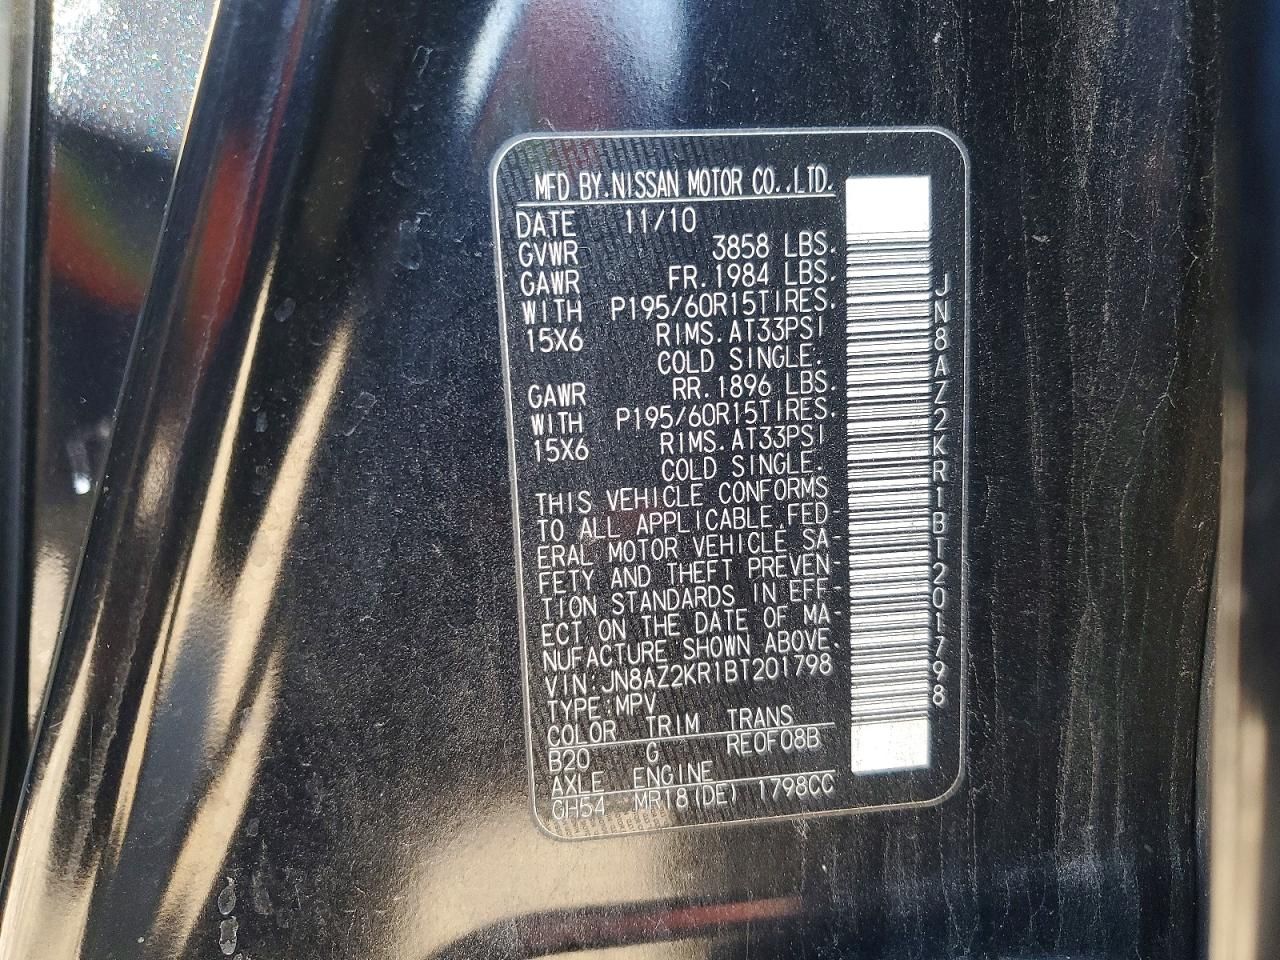 MFD BY.NISSAN MOTOR CO.,LTD.
DATE 11/10
GVWR 3858 LBS.
GAWR FR.1984 LBS.
WITH P195/60R15TIRES.
15X6 RIMS.AT33PSI
COLD SINGLE.
GAWR RR.1896 LBS.
WITH P195/60R15TIRES.
15X6 RIMS.AT33PSI
COLD SINGLE.
THIS VEHICLE CONFORMS
TO ALL APPLICABLE FED
ERAL MOTOR VEHICLE SA-
FETY AND THEFT PREVEN-
TION STANDARDS IN EFF-
ECT ON THE DATE OF MA-
NUFACTURE SHOWN ABOVE.
VIN:JN8AZ2KR1BT201798
TYPE:MPV
COLOR TRIM TRANS
B20 G RE0F08B
AXLE ENGINE
GH54 MR18(DE) 1798CC
JN8AZ2KR1BT201798